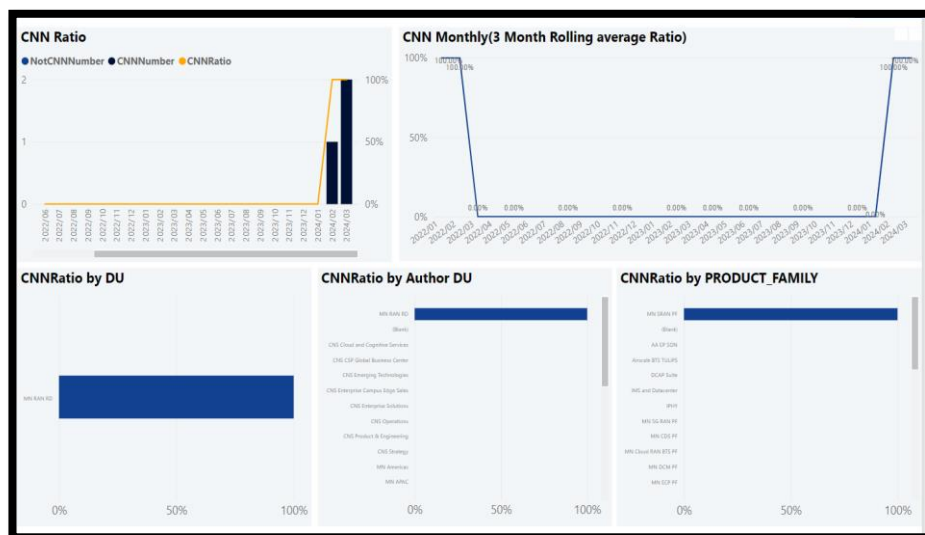 CNN Ratio
NotCNNNumber CNNNumber CNNRatio
2
1
0
100%
50%
0%
2022/06
2022/07
2022/08
2022/09
2022/10
2022/11
2022/12
2023/01
2023/02
2023/03
2023/04
2023/05
2023/06
2023/07
2023/08
2023/09
2023/10
2023/11
2023/12
2024/01
2024/02
2024/03
CNN Monthly(3 Month Rolling average Ratio)
100%
50%
0%
100.00%
100.00%
0.00%
0.00%
0.00%
0.00%
0.00%
0.00%
0.00%
0.00%
0.00%
0.00%
100.00%
100.00%
2022/01
2022/02
2022/03
2022/04
2022/05
2022/06
2022/07
2022/08
2022/09
2022/10
2022/11
2022/12
2023/01
2023/02
2023/03
2023/04
2023/05
2023/06
2023/07
2023/08
2023/09
2023/10
2023/11
2023/12
2024/01
2024/02
2024/03
CNNRatio by DU
MN RAN RD
0% 50% 100%
CNNRatio by Author DU
MN RAN RD
(Blank)
CNS Cloud and Cognitive Services
CNS CSP Global Business Center
CNS Emerging Technologies
CNS Enterprise Campus Edge Sales
CNS Enterprise Solutions
CNS Operations
CNS Product & Engineering
CNS Strategy
MN Americas
MN APAC
0% 50% 100%
CNNRatio by PRODUCT_FAMILY
MN SRAN PF
(Blank)
AA EP SON
Airscale BTS TULIPS
DCAP Suite
IMS and Datacenter
MN 5G RAN PF
MN CDS PF
MN Cloud RAN BTS PF
MN DCM PF
MN ECP PF
0% 50% 100%